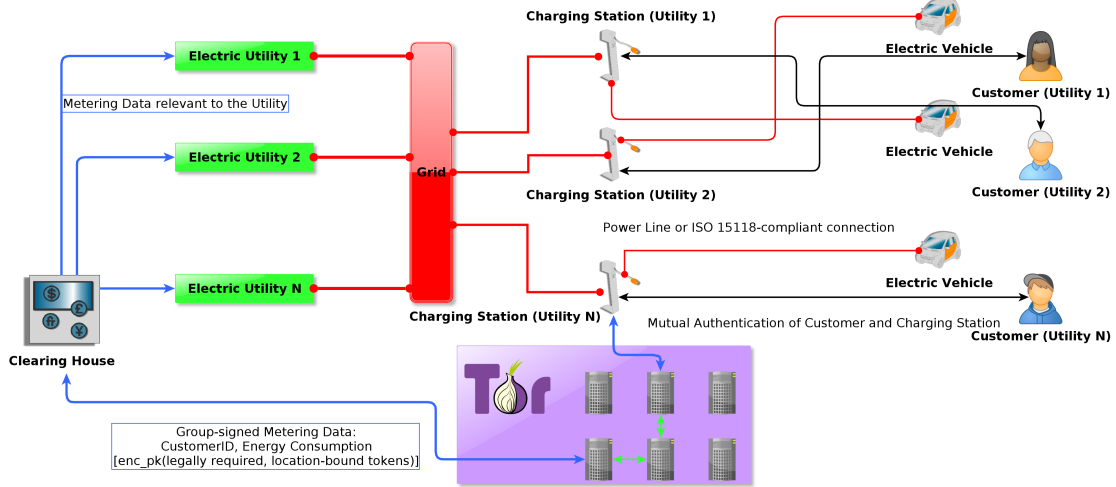 Charging Station (Utility 1)
Electric Vehicle
Electric Utility 1
Customer (Utility 1)
Metering Data relevant to the Utility
Electric Utility 2
Electric Vehicle
Grid
Charging Station (Utility 2)
Customer (Utility 2)
Power Line or ISO 15118-compliant connection
Electric Vehicle
Electric Utility N
$
£
¥
Charging Station (Utility N)
Mutual Authentication of Customer and Charging Station
Customer (Utility N)
Clearing House
Tor
Group-signed Metering Data:
CustomerID, Energy Consumption
[enc_pk(legally required, location-bound tokens)]